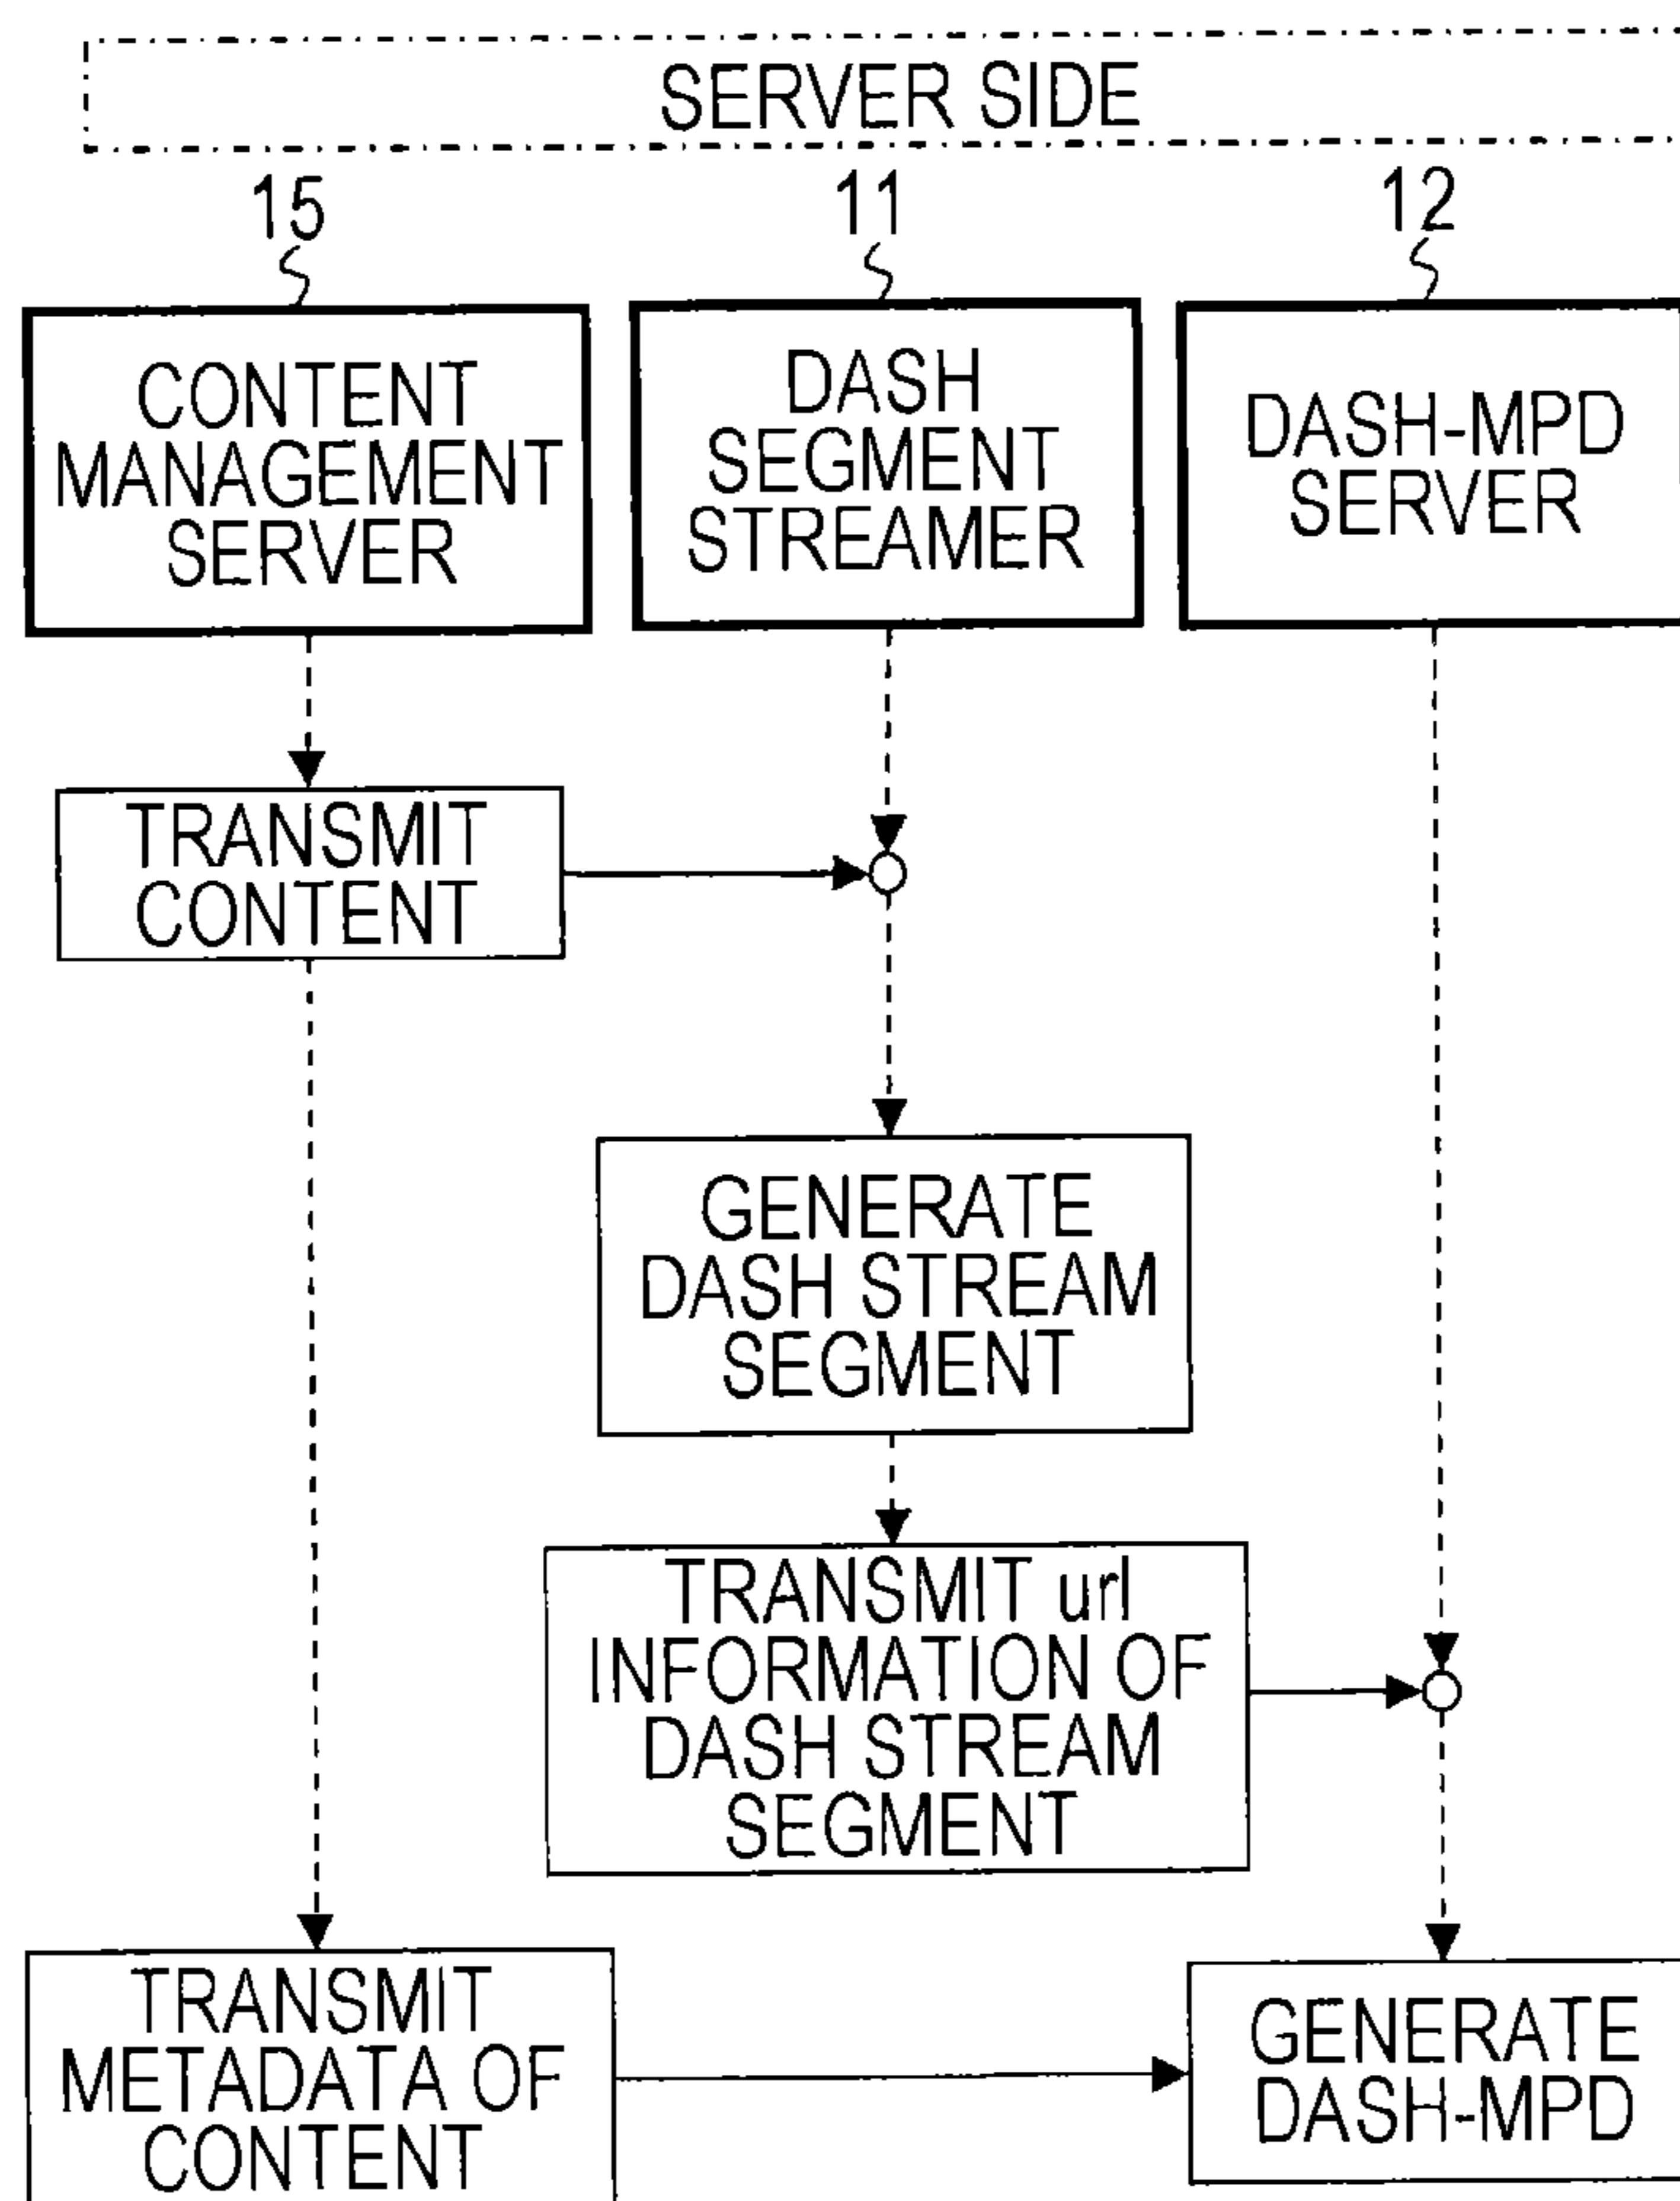 SERVER SIDE
15
11
12
CONTENT
MANAGEMENT
SERVER
DASH
SEGMENT
STREAMER
DASH-MPD
SERVER
TRANSMIT
CONTENT
GENERATE
DASH STREAM
SEGMENT
TRANSMIT url
INFORMATION OF
DASH STREAM
SEGMENT
TRANSMIT
METADATA OF
CONTENT
GENERATE
DASH-MPD